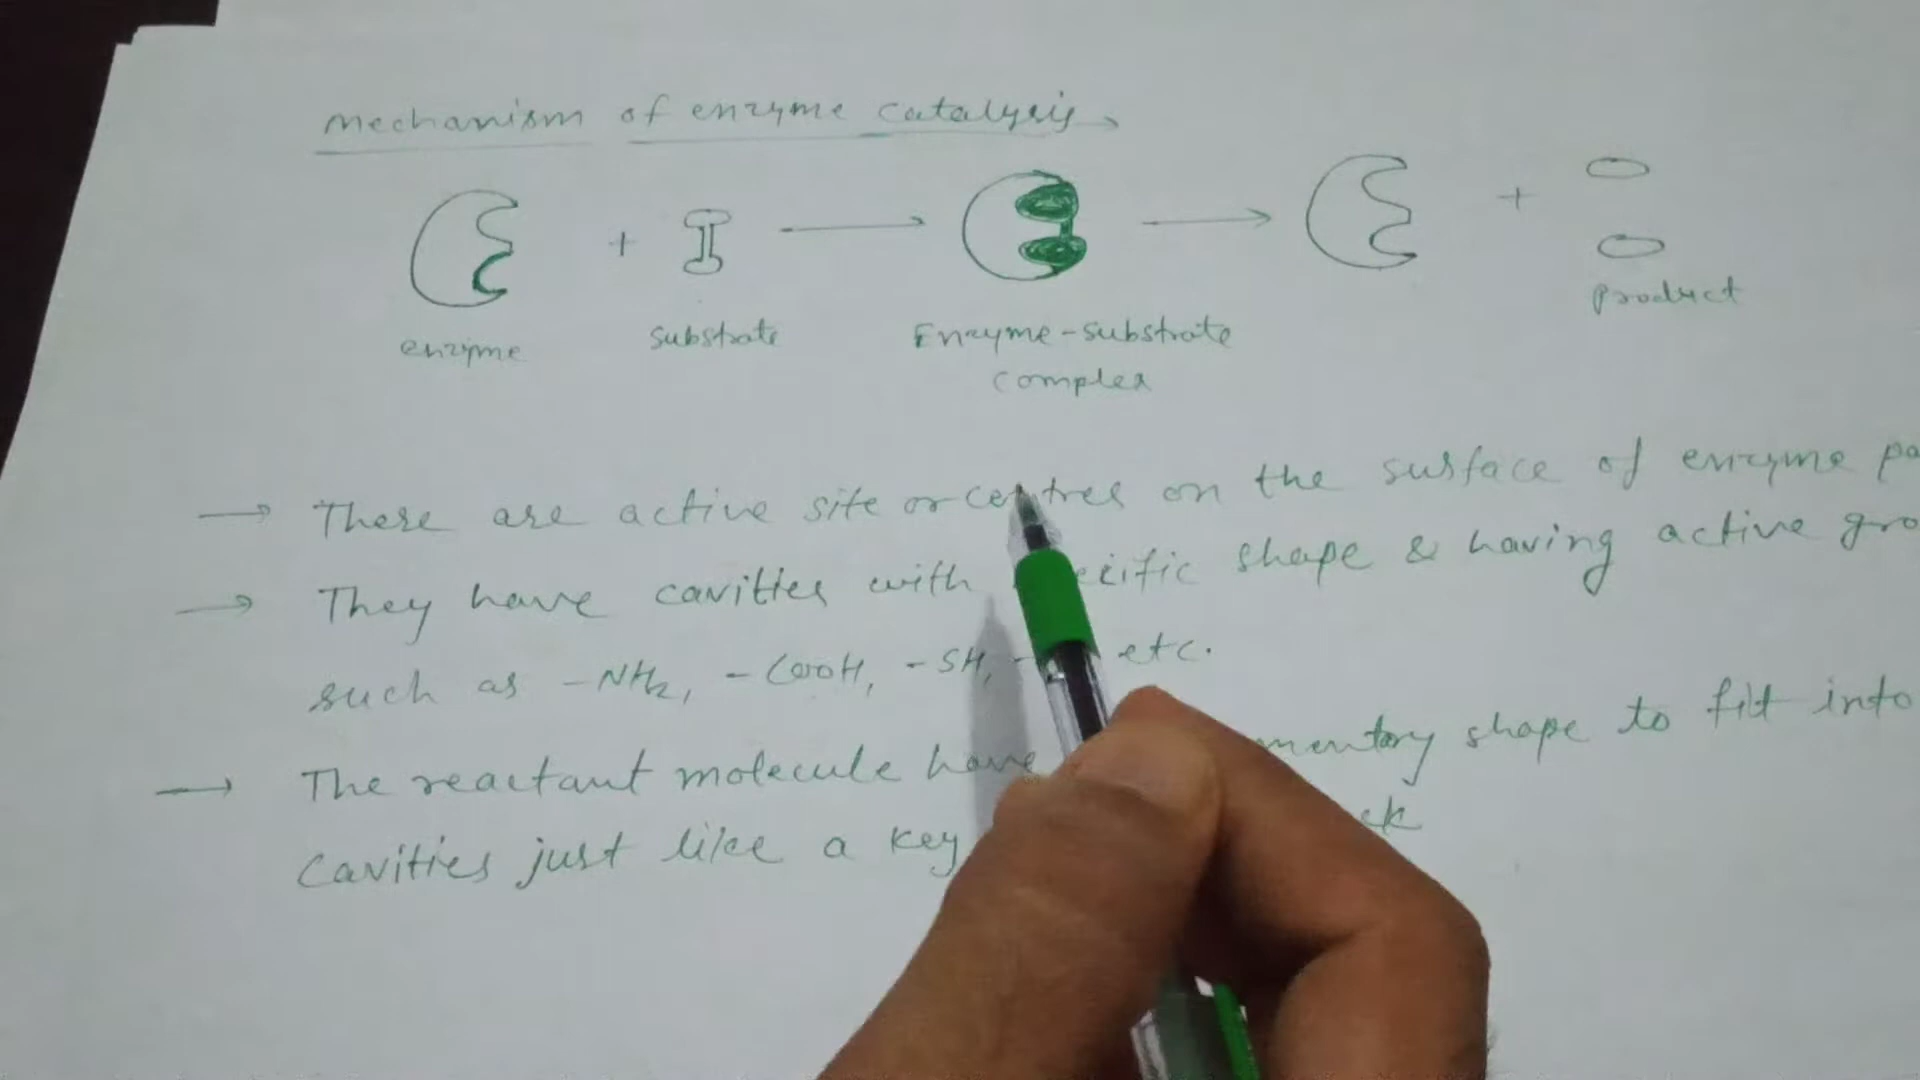 mechanism of enzyme catalysis
+ → → +
enzyme substrate Enzyme-substrate complex product
→ There are active site or centres on the surface of enzyme
→ They have cavities with shape & having active
such as -NH2, -COOH, -SH, etc.
→ The reactant molecule have shape to fit into
cavities just like a key